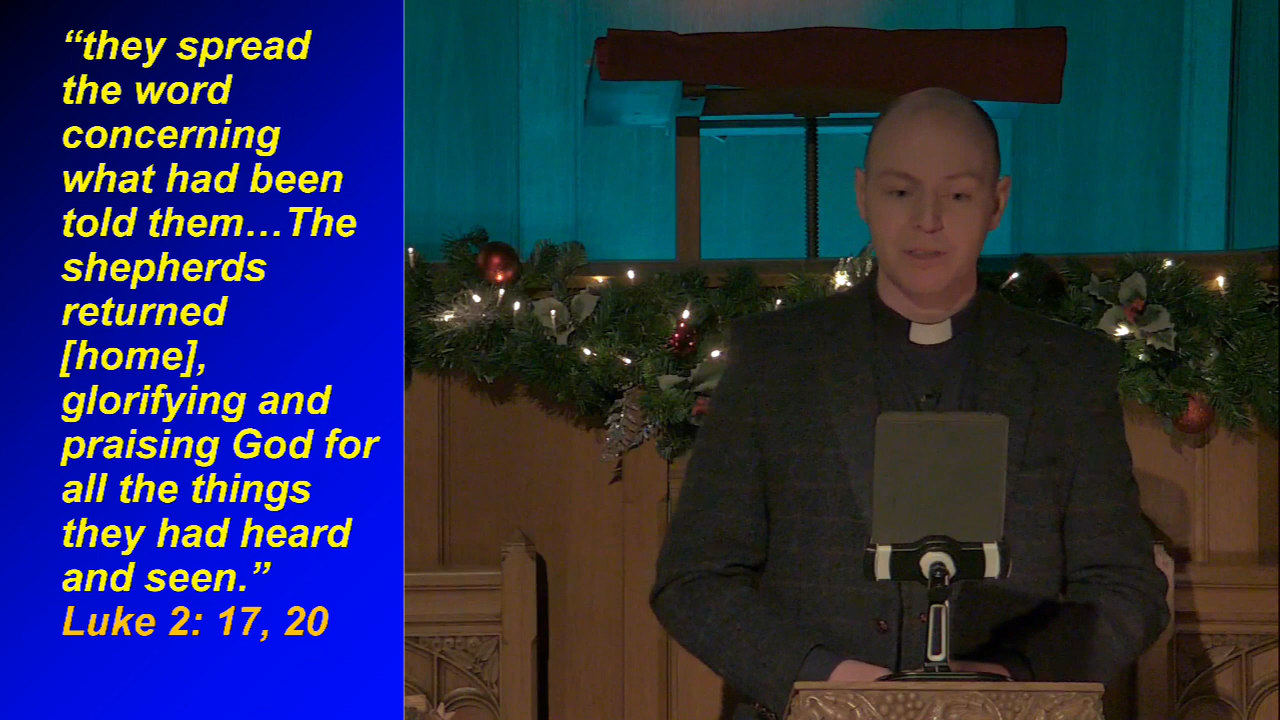 “they spread
the word
concerning
what had been
told them…The
shepherds
returned
[home],
glorifying and
praising God for
all the things
they had heard
and seen.”
Luke 2: 17, 20